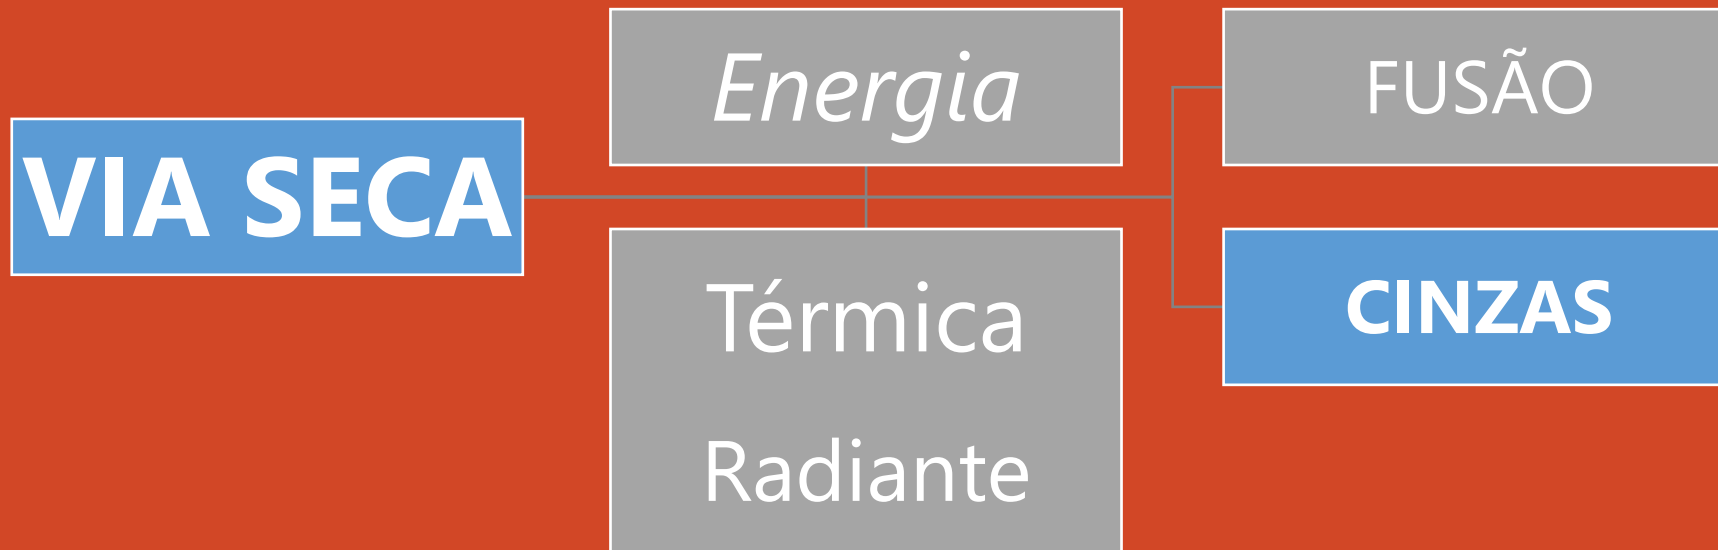 VIA SECA
Energia
Térmica
Radiante
FUSÃO
CINZAS